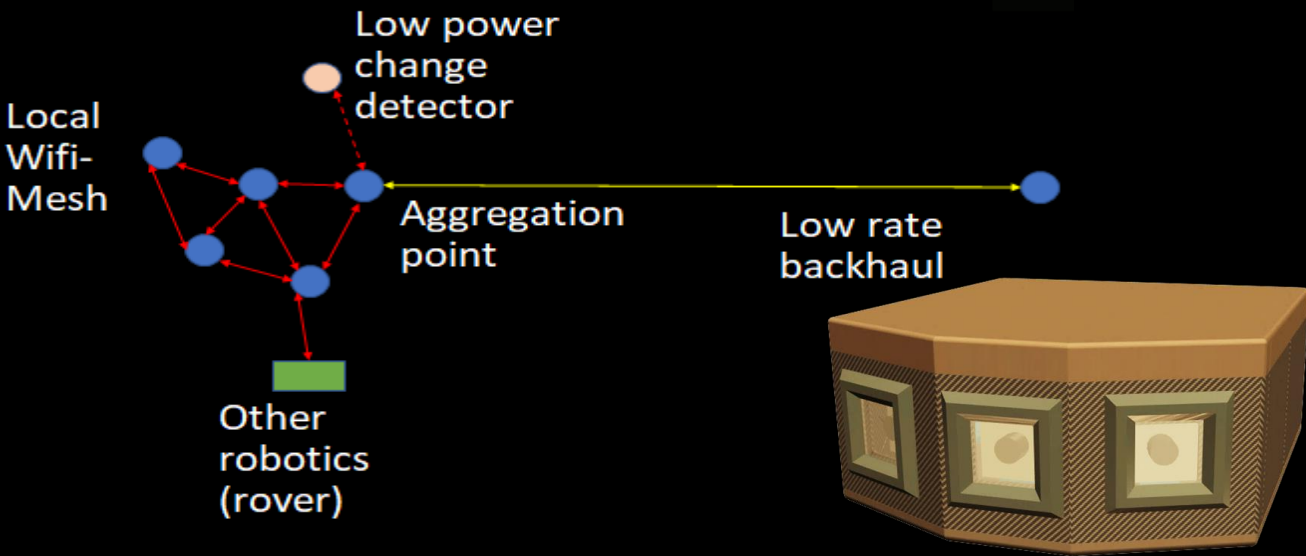 Low power
change
detector
Local
Wifi-
Mesh
Aggregation
point
Low rate
backhaul
Other
robotics
(rover)